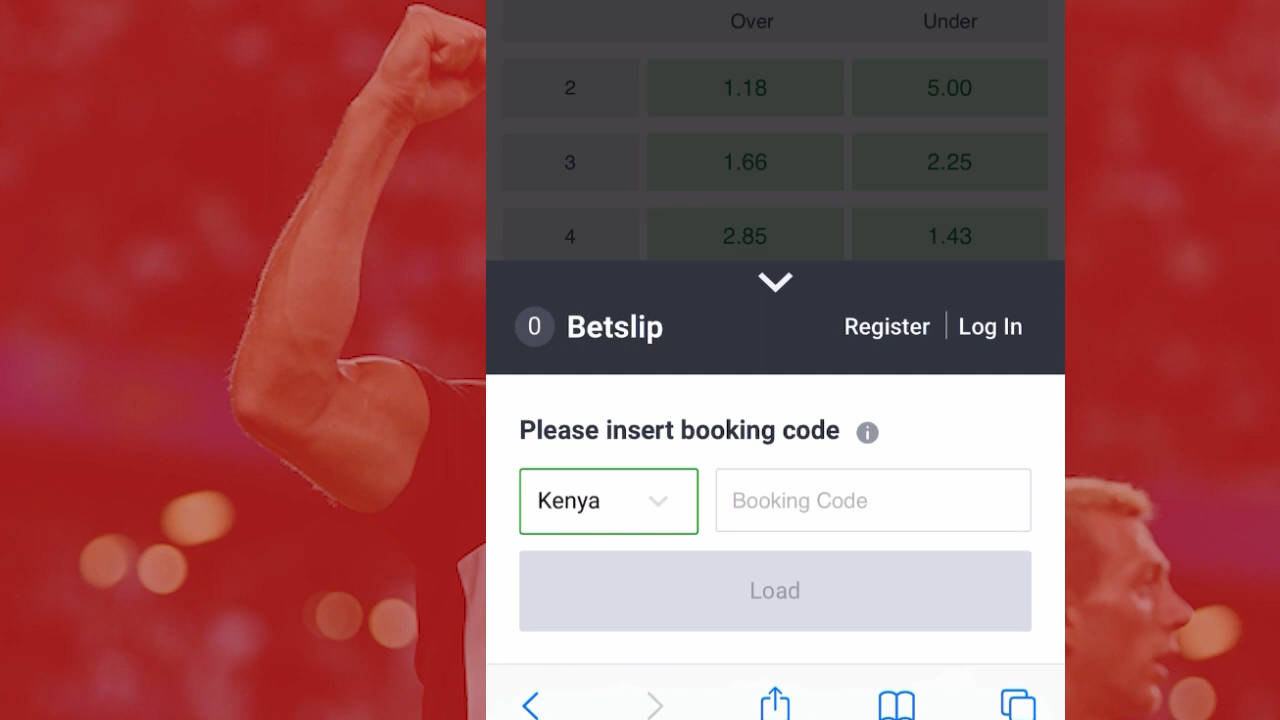 Over Under
2 1.18 5.00
3 1.66 2.25
4 2.85 1.43
0 Betslip Register Log In
Please insert booking code
Kenya Booking Code
Load